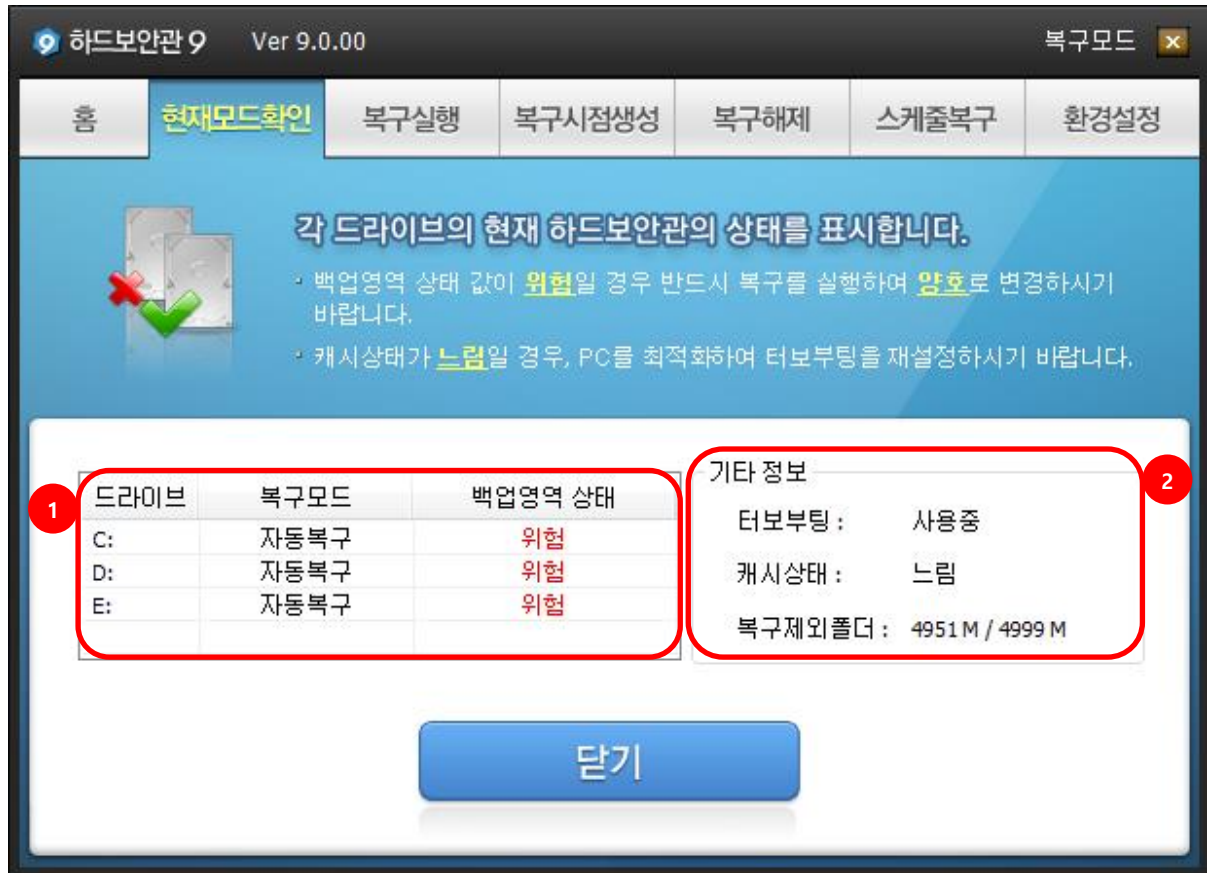 9 하드보안관 9 Ver 9.0.00 복구모드
홈 현재모드확인 복구실행 복구시점생성 복구해제 스케줄복구 환경설정
각 드라이브의 현재 하드보안관의 상태를 표시합니다.
· 백업영역 상태 값이 위험일 경우 반드시 복구를 실행하여 양호로 변경하시기
바랍니다.
· 캐시상태가 느림일 경우, PC를 최적화하여 터보부팅을 재설정하시기 바랍니다.
1
드라이브 복구모드 백업영역 상태
C: 자동복구 위험
D: 자동복구 위험
E: 자동복구 위험
2
기타 정보
터보부팅 : 사용중
캐시상태 : 느림
복구제외폴더 : 4951 M / 4999 M
닫기